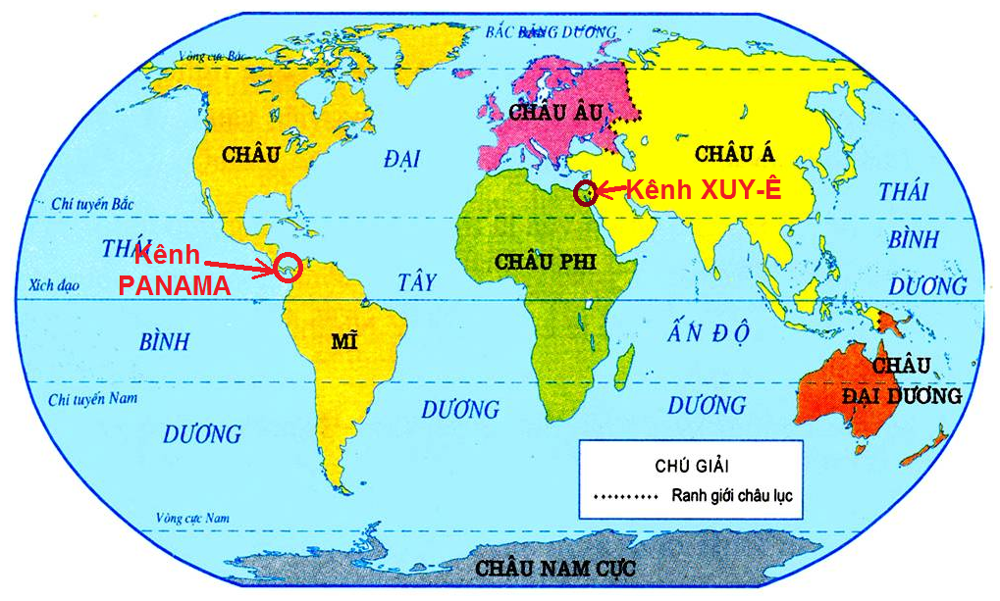 BẮC BĂNG DƯƠNG
Vòng cực Bắc
CHÂU ÂU
CHÂU
ĐẠI
CHÂU Á
Kênh XUY-Ê
THÁI
Chí tuyến Bắc
THÁI
BÌNH
Kênh
PANAMA
CHÂU PHI
Xích đạo
TÂY
DƯƠNG
BÌNH
MĨ
ẤN ĐỘ
CHÂU
ĐẠI DƯƠNG
Chí tuyến Nam
DƯƠNG
DƯƠNG
DƯƠNG
CHÚ GIẢI
Ranh giới châu lục
Vòng cực Nam
CHÂU NAM CỰC